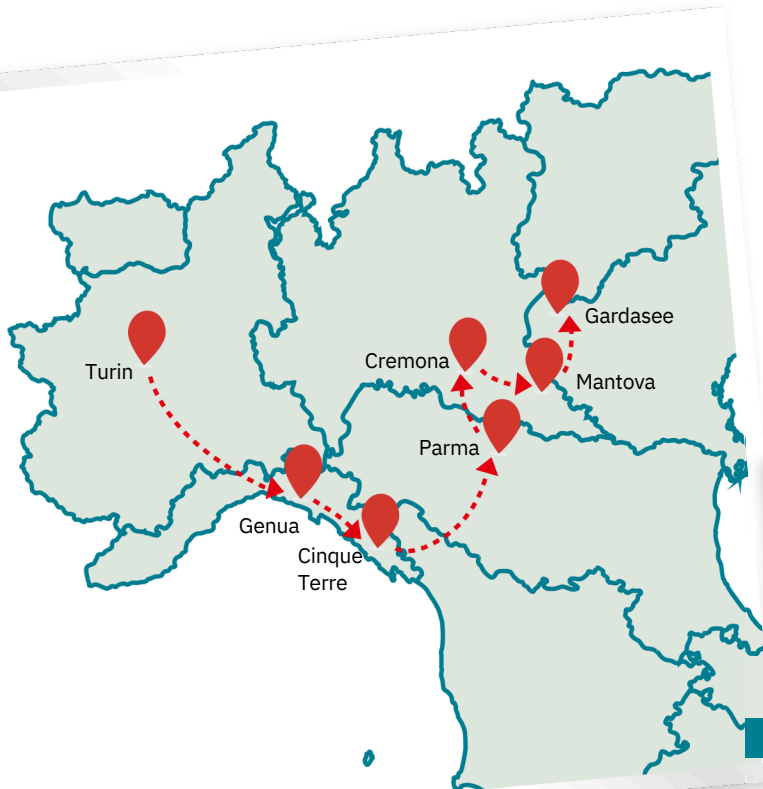 Gardasee
Cremona
Turin
Mantova
Parma
Genua
Cinque
Terre